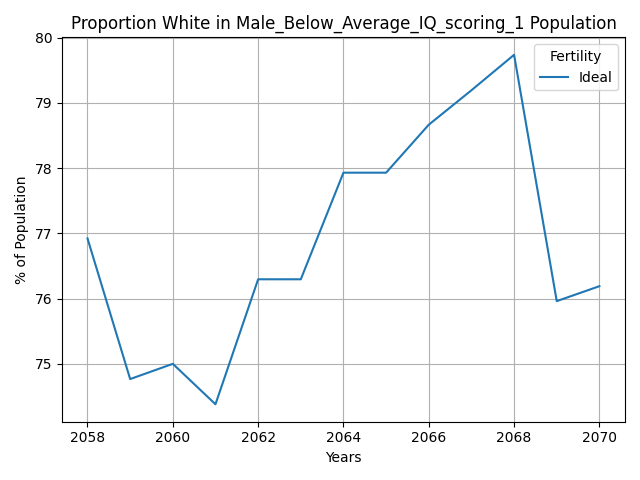 Proportion White in Male_Below_Average_IQ_scoring_1 Population
80
79
78
77
76
75
% of Population
Fertility
Ideal
2058 2060 2062 2064 2066 2068 2070
Years